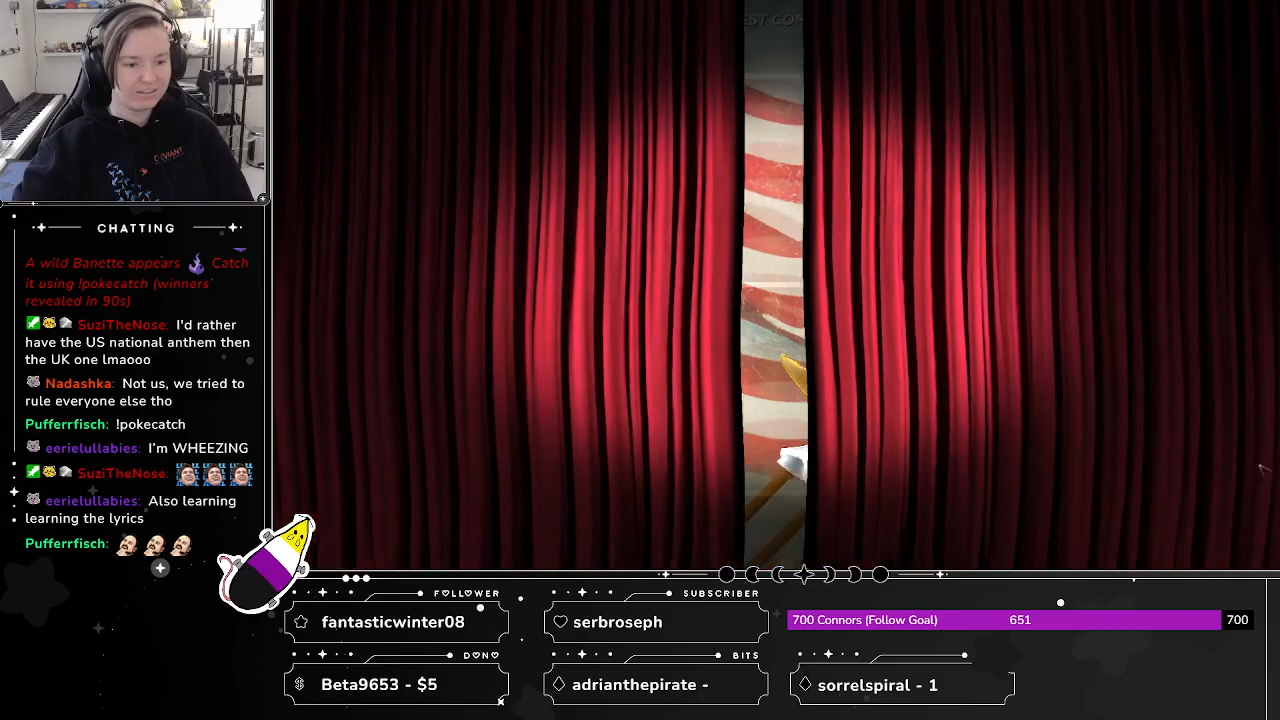 EST COM
DEVIANT
CHATTING
A wild Banette appears Catch
it using !pokecatch (winners
revealed in 90s)
SuziTheNose: I'd rather
have the US national anthem then
the UK one lmaooo
Nadashka: Not us, we tried to
rule everyone else tho
Pufferrfisch: !pokecatch
eerielullabies: I'm WHEEZING
SuziTheNose:
eerielullabies: Also learning
learning the lyrics
Pufferrfisch:
FOLLOWER
fantasticwinter08
SUBSCRIBER
serbroseph
700 Connors (Follow Goal) 651 700
DONO
Beta9653 - $5
BITS
adrianthepirate -
sorrelspiral - 1